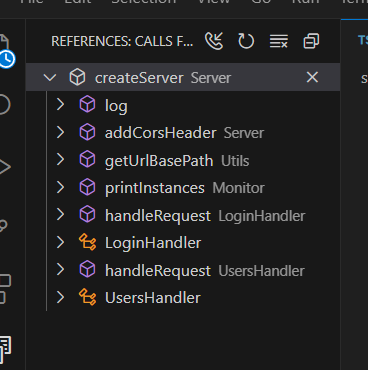 File Edit Selection View Go Run Term
REFERENCES: CALLS F...
TS
createServer Server
s
log
addCorsHeader Server
getUrlBasePath Utils
printInstances Monitor
handleRequest LoginHandler
LoginHandler
handleRequest UsersHandler
UsersHandler